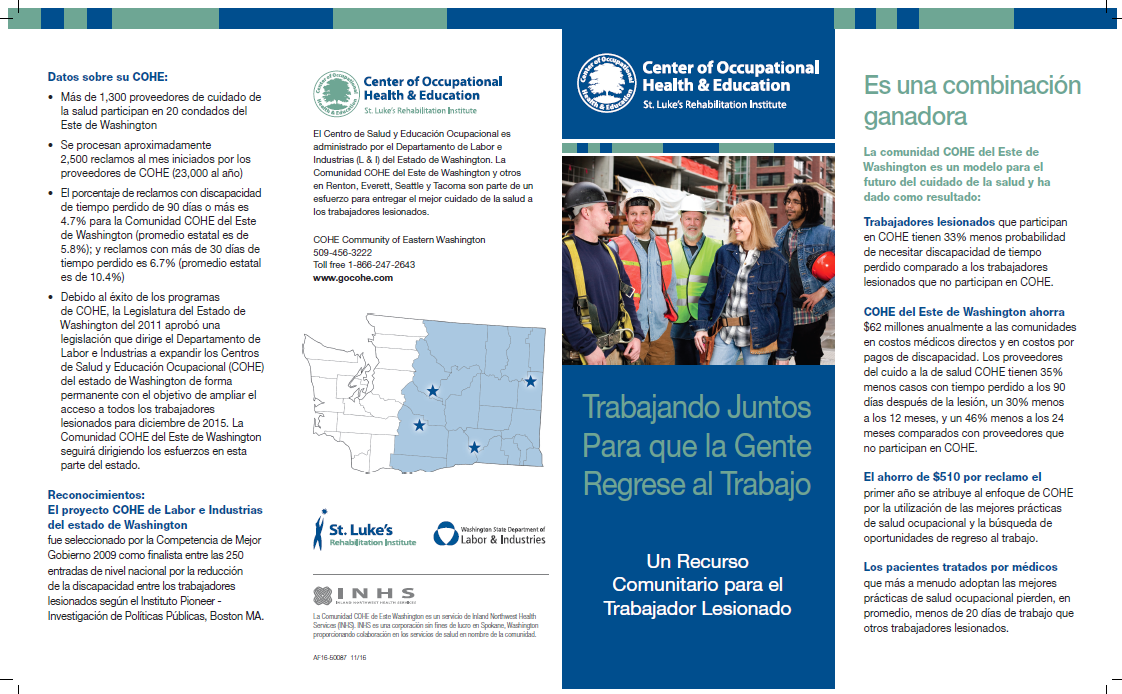 Datos sobre su COHE:
• Más de 1,300 proveedores de cuidado de
la salud participan en 20 condados del
Este de Washington
• Se procesan aproximadamente
2,500 reclamos al mes iniciados por los
proveedores de COHE (23,000 al año)
• El porcentaje de reclamos con discapacidad
de tiempo perdido de 90 días o más es
4.7% para la Comunidad COHE del Este
de Washington (promedio estatal es de
5.8%); y reclamos con más de 30 días de
tiempo perdido es 6.7% (promedio estatal
es de 10.4%)
• Debido al éxito de los programas
de COHE, la Legislatura del Estado de
Washington del 2011 aprobó una
legislación que dirige el Departamento de
Labor e Industrias a expandir los Centros
de Salud y Educación Ocupacional (COHE)
del estado de Washington de forma
permanente con el objetivo de ampliar el
acceso a todos los trabajadores
lesionados para diciembre de 2015. La
Comunidad COHE del Este de Washington
seguirá dirigiendo los esfuerzos en esta
parte del estado.
Reconocimientos:
El proyecto COHE de Labor e Industrias
del estado de Washington
fue seleccionado por la Competencia de Mejor
Gobierno 2009 como finalista entre las 250
entradas de nivel nacional por la reducción
de la discapacidad entre los trabajadores
lesionados según el Instituto Pioneer -
Investigación de Políticas Públicas, Boston MA.
Center of Occupational
Health & Education
Center of Occupational
Health & Education
St. Luke's Rehabilitation Institute
El Centro de Salud y Educación Ocupacional es
administrado por el Departamento de Labor e
Industrias (L & I) del Estado de Washington. La
Comunidad COHE del Este de Washington y otros
en Renton, Everett, Seattle y Tacoma son parte de un
esfuerzo para entregar el mejor cuidado de la salud a
los trabajadores lesionados.
COHE Community of Eastern Washington
509-456-3222
Toll free 1-866-247-2643
www.gocohe.com
St. Luke's
Rehabilitation Institute
Washington State Department of
Labor & Industries
INHS
INLAND NORTHWEST HEALTH SERVICES
La Comunidad COHE de Este Washington es un servicio de Inland Northwest Health
Services (INHS). INHS es una corporación sin fines de lucro en Spokane, Washington
proporcionando colaboración en los servicios de salud en nombre de la comunidad.
AF16-50087 11/16
Center of Occupational
Health & Education
Center of Occupational
Health & Education
St. Luke's Rehabilitation Institute
Trabajando Juntos
Para que la Gente
Regrese al Trabajo
Un Recurso
Comunitario para el
Trabajador Lesionado
Es una combinación
ganadora
La comunidad COHE del Este de
Washington es un modelo para el
futuro del cuidado de la salud y ha
dado como resultado:
Trabajadores lesionados que participan
en COHE tienen 33% menos probabilidad
de necesitar discapacidad de tiempo
perdido comparado a los trabajadores
lesionados que no participan en COHE.
COHE del Este de Washington ahorra
$62 millones anualmente a las comunidades
en costos médicos directos y en costos por
pagos de discapacidad. Los proveedores
del cuido a la de salud COHE tienen 35%
menos casos con tiempo perdido a los 90
días después de la lesión, un 30% menos
a los 12 meses, y un 46% menos a los 24
meses comparados con proveedores que
no participan en COHE.
El ahorro de $510 por reclamo el
primer año se atribuye al enfoque de COHE
por la utilización de las mejores prácticas
de salud ocupacional y la búsqueda de
oportunidades de regreso al trabajo.
Los pacientes tratados por médicos
que más a menudo adoptan las mejores
prácticas de salud ocupacional pierden, en
promedio, menos de 20 días de trabajo que
otros trabajadores lesionados.